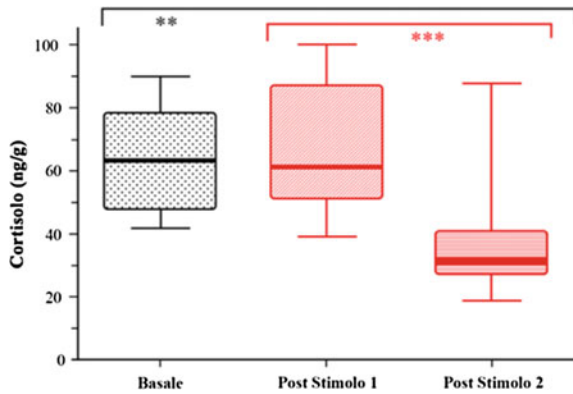 **
***
100
80
60
40
20
0
Cortisolo (ng/g)
Basale
Post Stimolo 1
Post Stimolo 2